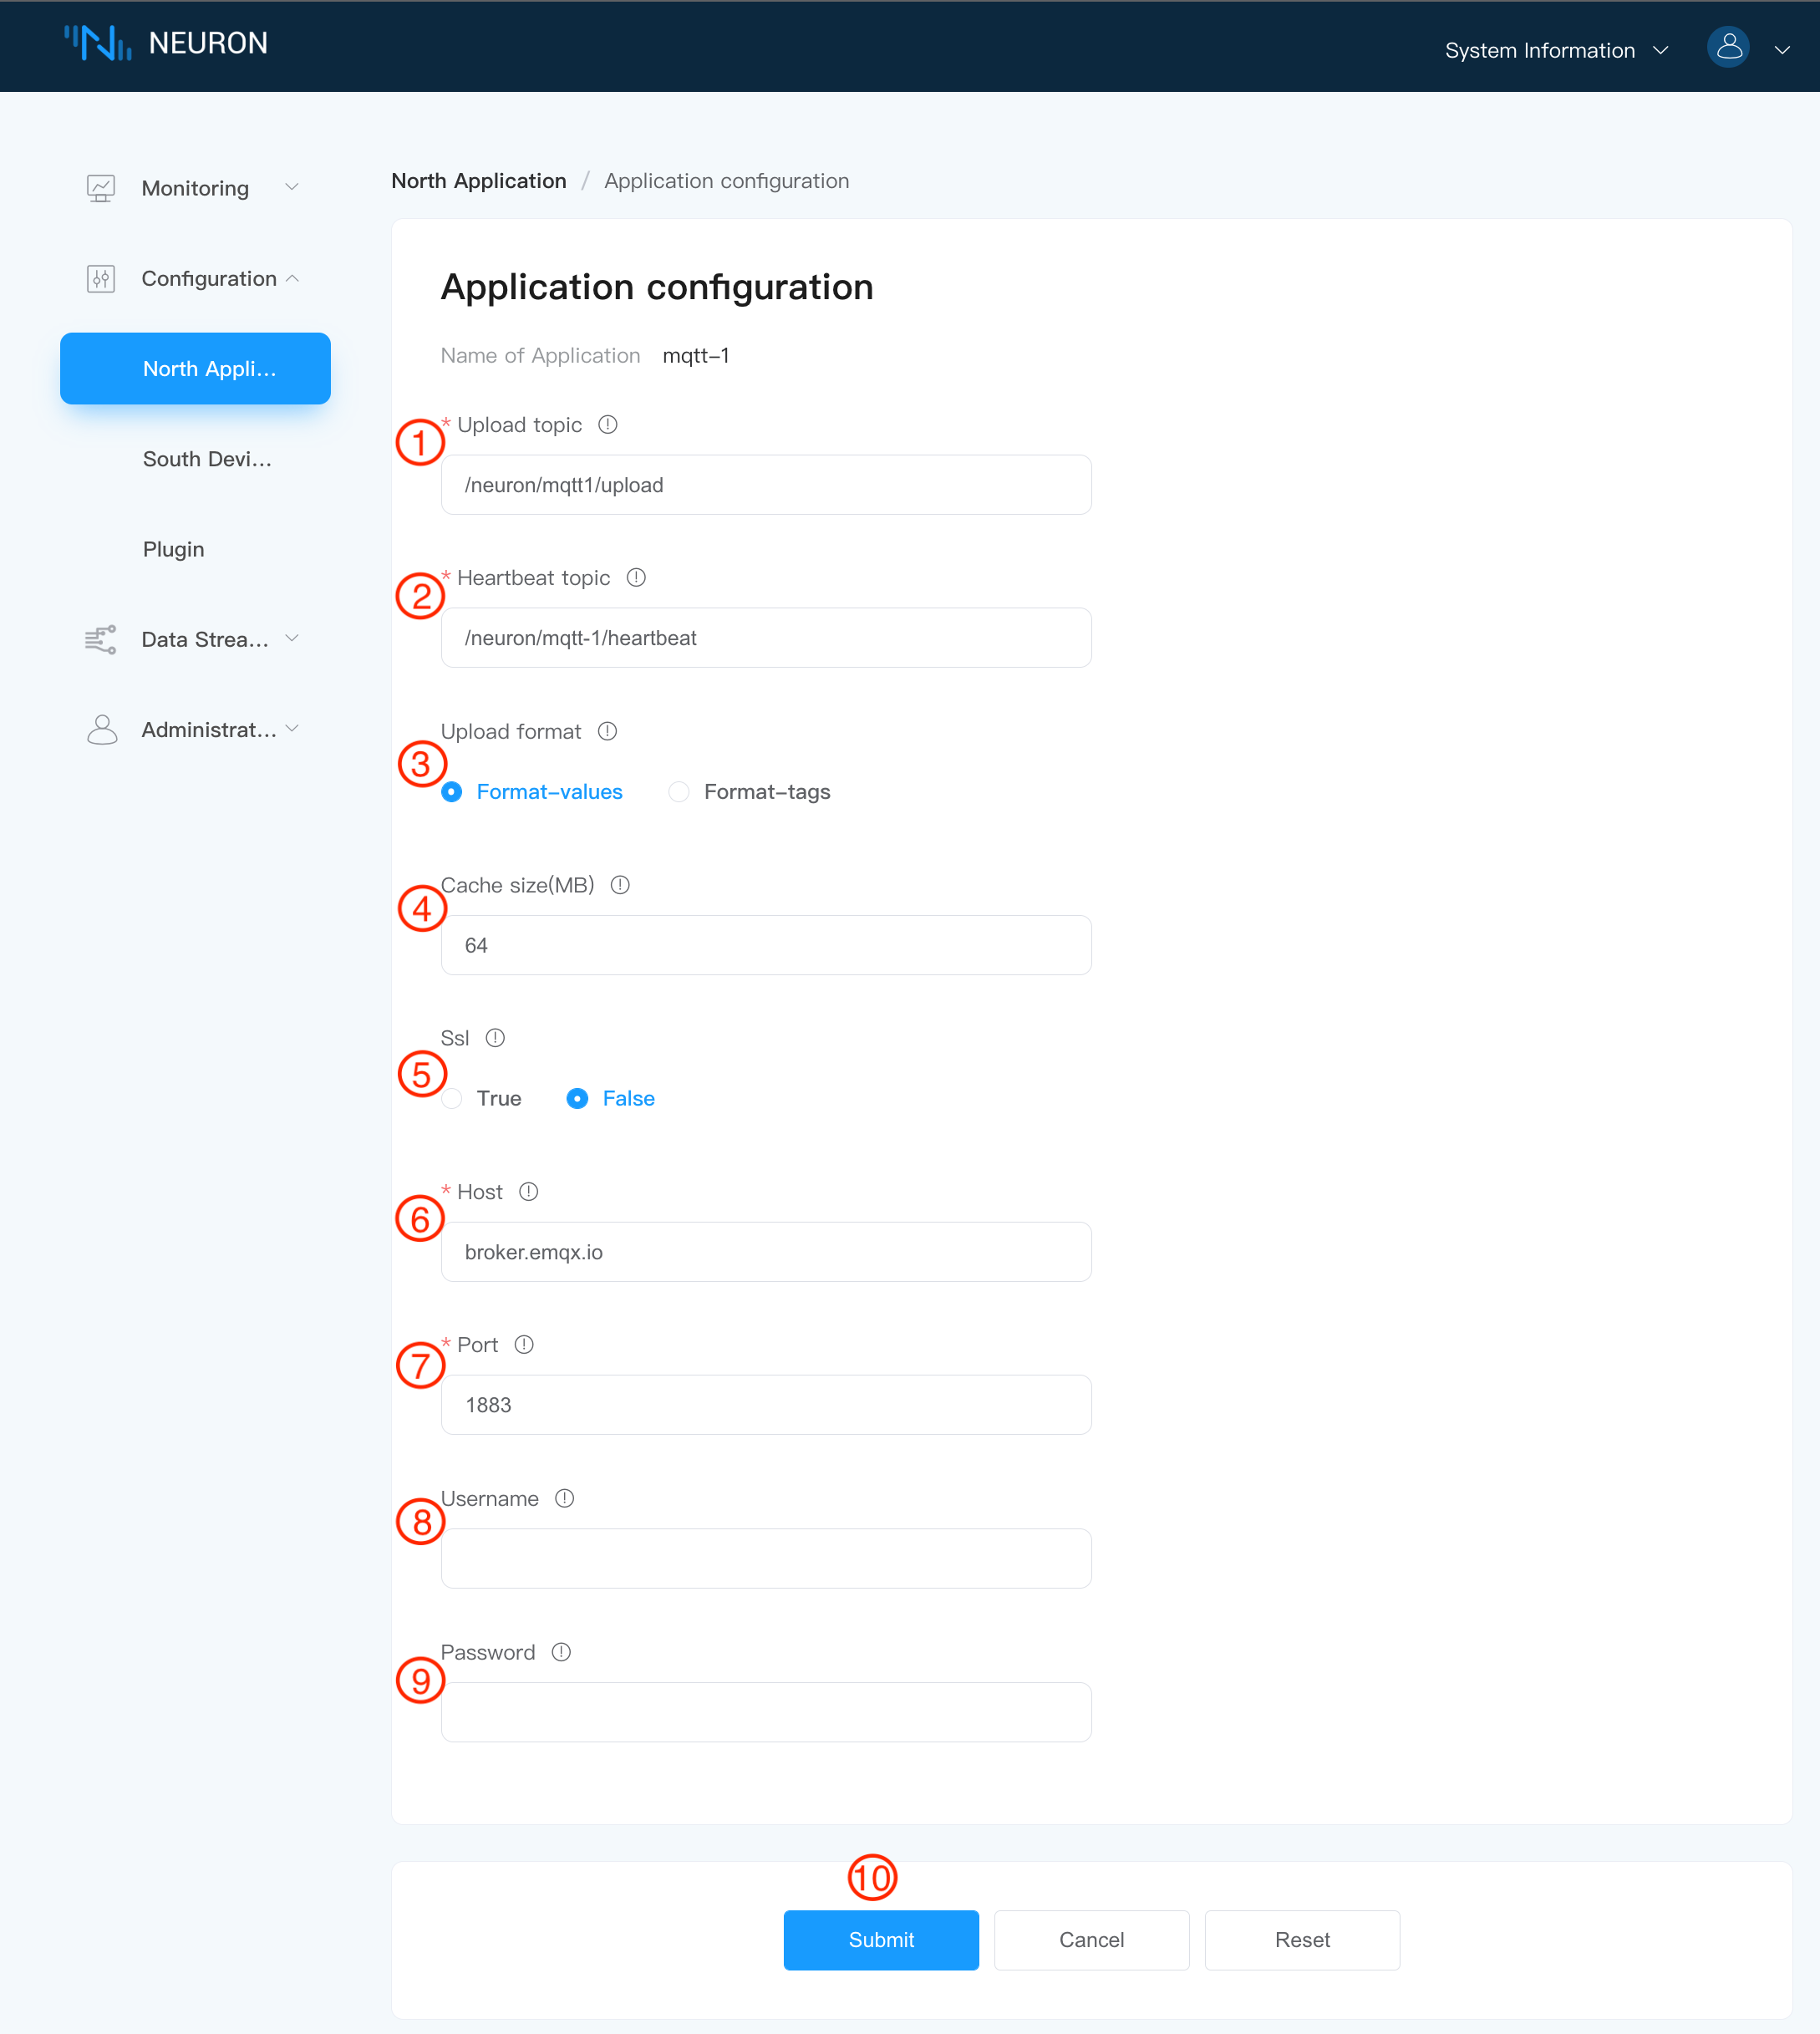 NEURON
System Information
Monitoring
Configuration
North Appli...
South Devi...
Plugin
Data Strea...
Administrat...
North Application / Application configuration
Application configuration
Name of Application mqtt-1
1 * Upload topic
/neuron/mqtt1/upload
2 * Heartbeat topic
/neuron/mqtt-1/heartbeat
Upload format
3 Format-values Format-tags
4 Cache size(MB)
64
Ssl
5 True False
6 * Host
broker.emqx.io
7 * Port
1883
8 Username
9 Password
10
Submit Cancel Reset